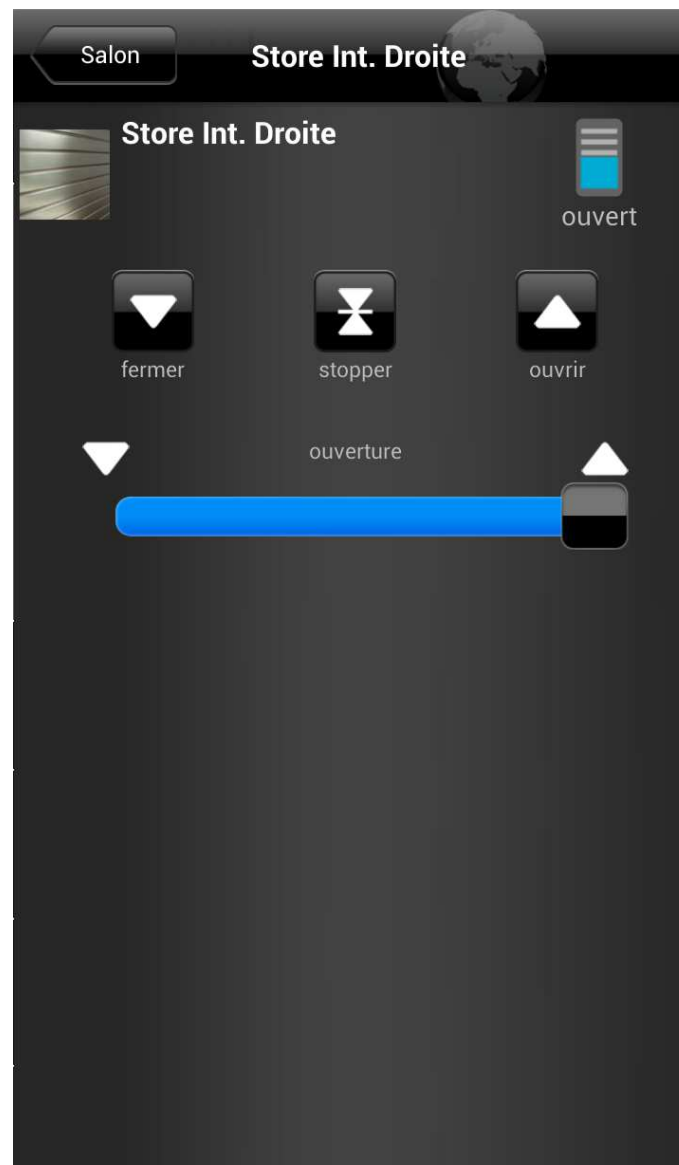 Salon
Store Int. Droite
Store Int. Droite
ouvert
fermer
stopper
ouvrir
ouverture